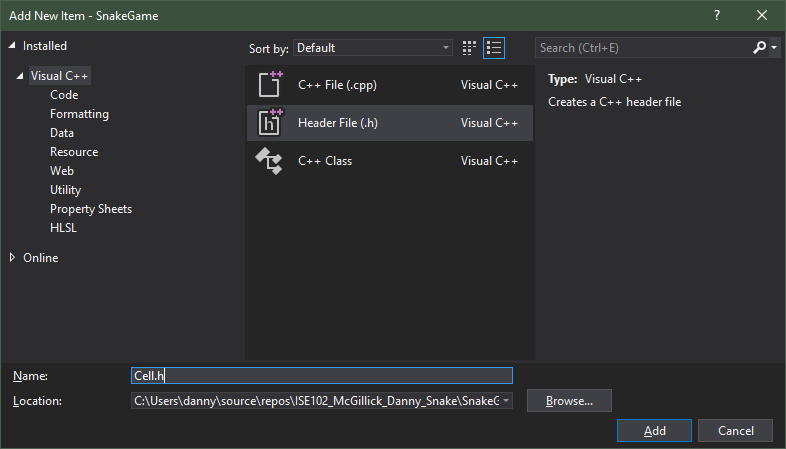 Add New Item - SnakeGame
?
Installed
Sort by: Default
Search (Ctrl+E)
Visual C++
Code
Formatting
Data
Resource
Web
Utility
Property Sheets
HLSL
Online
C++ File (.cpp) Visual C++
Header File (.h) Visual C++
C++ Class Visual C++
Type: Visual C++
Creates a C++ header file
Name: Cell.h
Location: C:\Users\danny\source\repos\ISE102_McGillick_Danny_Snake\SnakeG
Browse...
Add Cancel